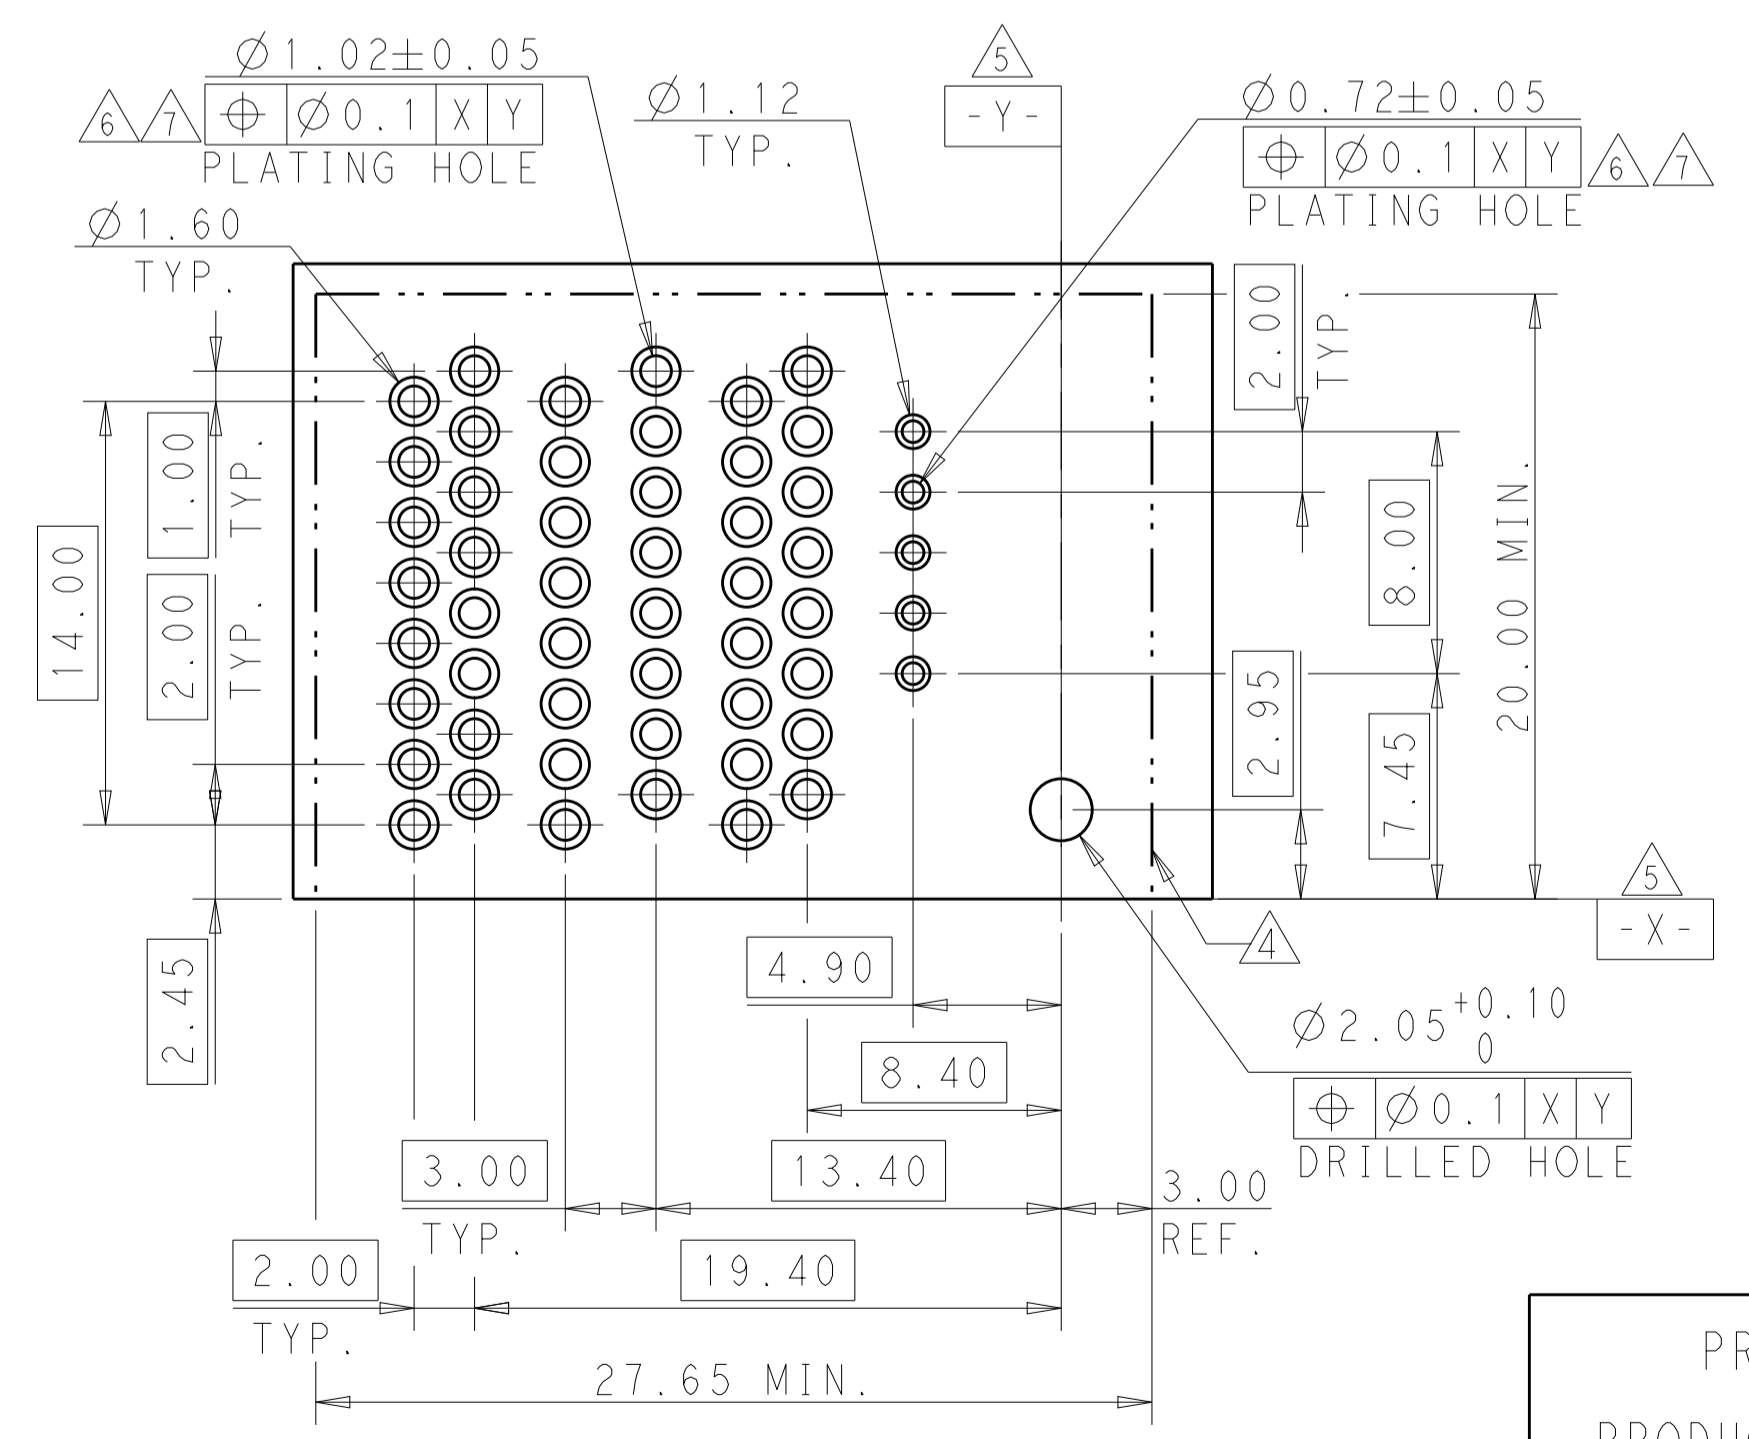 Ø1.02±0.05
6 7 ⌖ Ø0.1 X Y
PLATING HOLE
Ø1.12
TYP.
5
-Y-
Ø0.72±0.05
⌖ Ø0.1 X Y 6 7
PLATING HOLE
Ø1.60
TYP.
2.00
TYP.
1.00
TYP.
14.00
2.00
TYP.
8.00
20.00 MIN.
2.95
7.45
5
-X-
4
2.45
4.90
8.40
Ø2.05 +0.10
0
⌖ Ø0.1 X Y
DRILLED HOLE
3.00
TYP.
13.40
3.00
REF.
2.00
TYP.
19.40
27.65 MIN.
PR